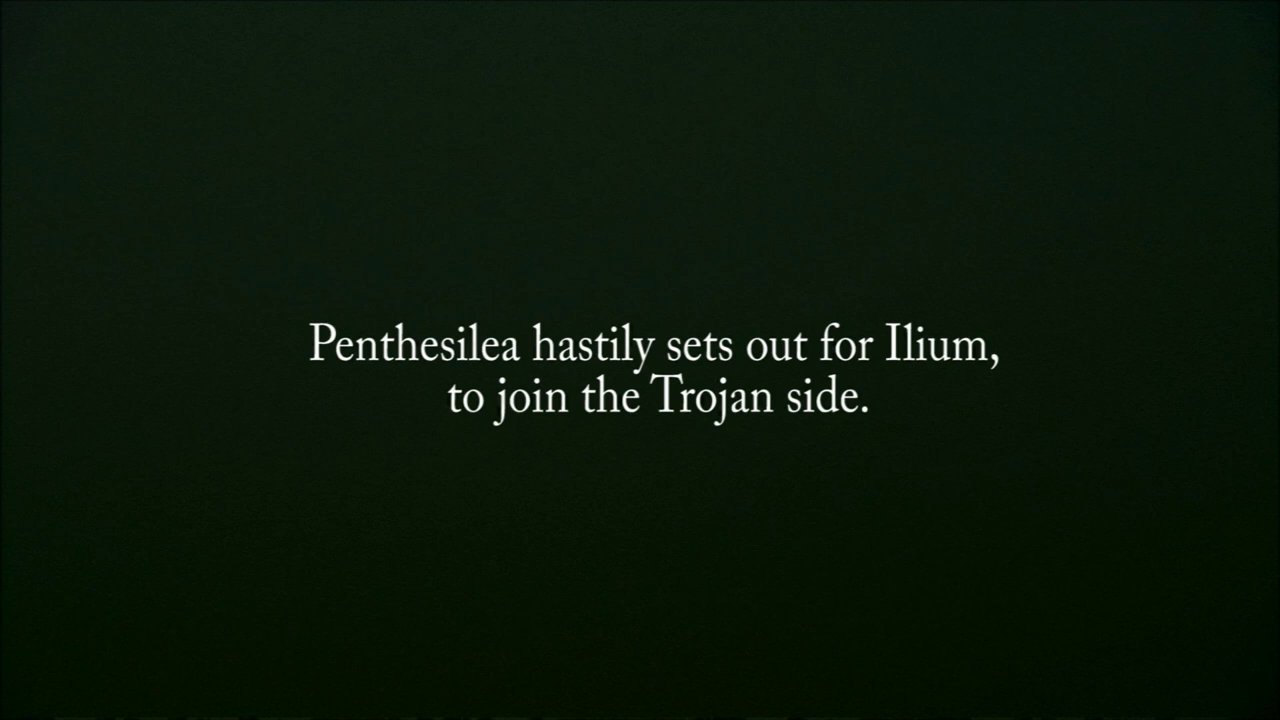 Penthesilea hastily sets out for Ilium,
to join the Trojan side.